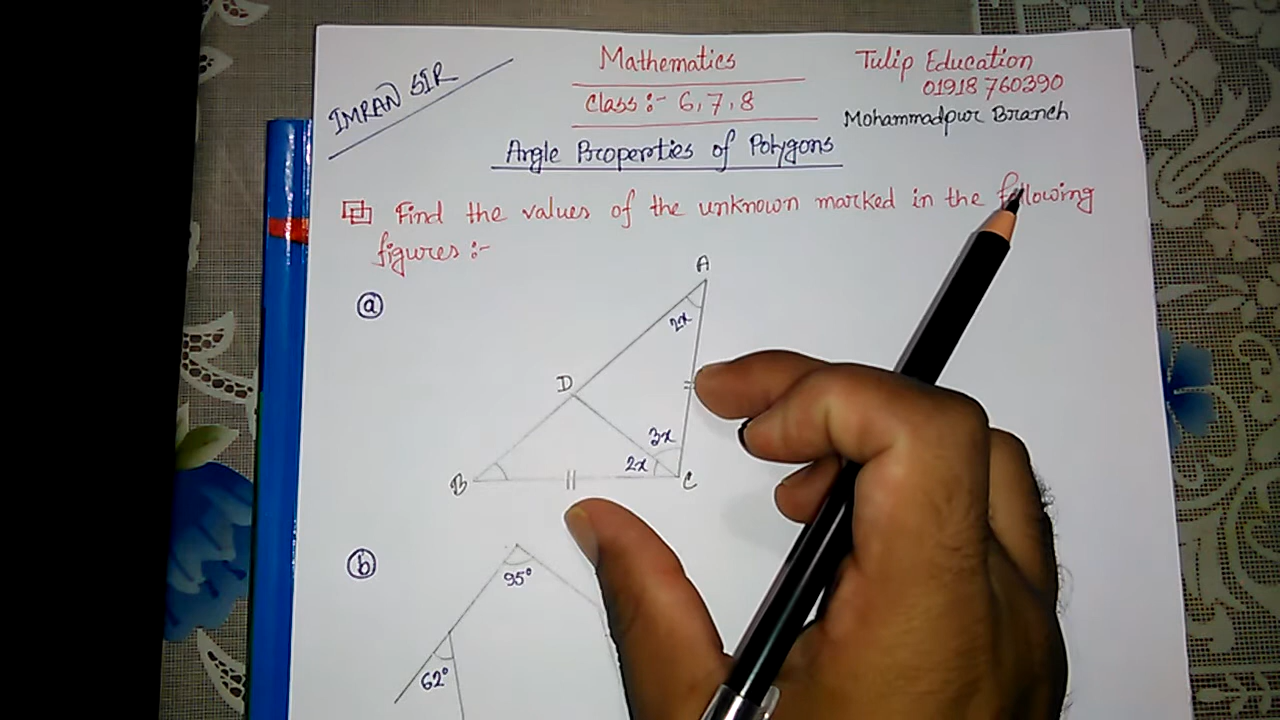 IMRAN SIR
Mathematics
Class:- 6, 7, 8
Tulip Education
01918 760390
Mohammadpur Branch
Angle Properties of Polygons
Find the values of the unknown marked in the following
figures :-
a
A
2x
D
3x
2x
B
C
b
95°
62°